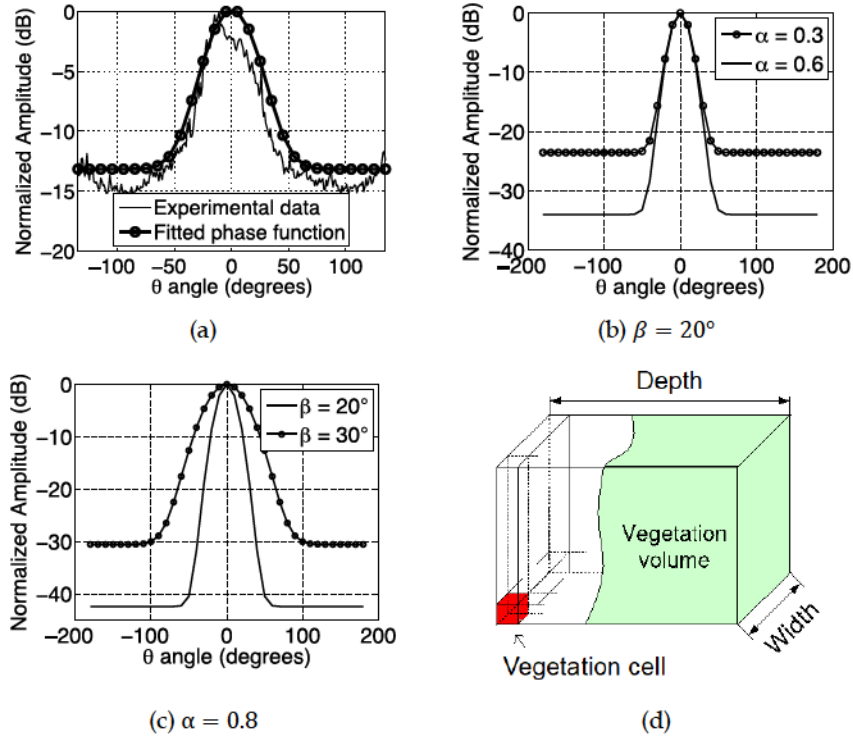 0
−5
−10
−15
−20
−100 −50 0 50 100
Normalized Amplitude (dB)
θ angle (degrees)
Experimental data
Fitted phase function
(a)
0
−10
−20
−30
−40
−200 −100 0 100 200
Normalized Amplitude (dB)
θ angle (degrees)
α = 0.3
α = 0.6
(b) β = 20°
0
−10
−20
−30
−40
−200 −100 0 100 200
Normalized Amplitude (dB)
θ angle (degrees)
β = 20°
β = 30°
(c) α = 0.8
Depth
Vegetation
volume
Width
Vegetation cell
(d)